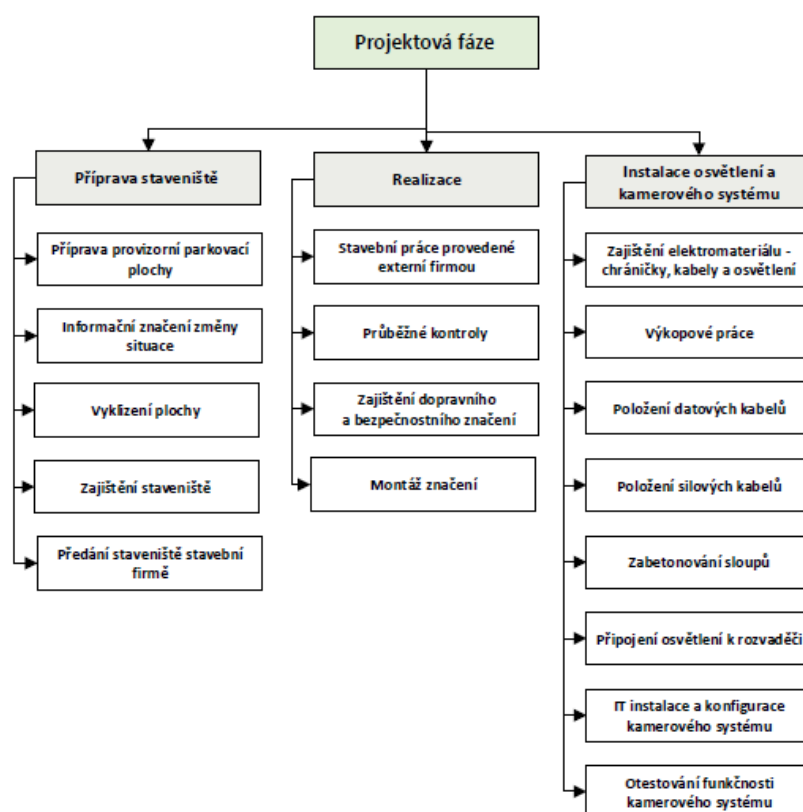 Projektová fáze
Příprava staveniště
Příprava provizorní parkovací
plochy
Informační značení změny
situace
Vyklizení plochy
Zajištění staveniště
Předání staveniště stavební
firmě
Realizace
Stavební práce provedené
externí firmou
Průběžné kontroly
Zajištění dopravního
a bezpečnostního značení
Montáž značení
Instalace osvětlení a
kamerového systému
Zajištění elektromateriálu -
chráničky, kabely a osvětlení
Výkopové práce
Položení datových kabelů
Položení silových kabelů
Zabetonování sloupů
Připojení osvětlení k rozvaděči
IT instalace a konfigurace
kamerového systému
Otestování funkčnosti
kamerového systému